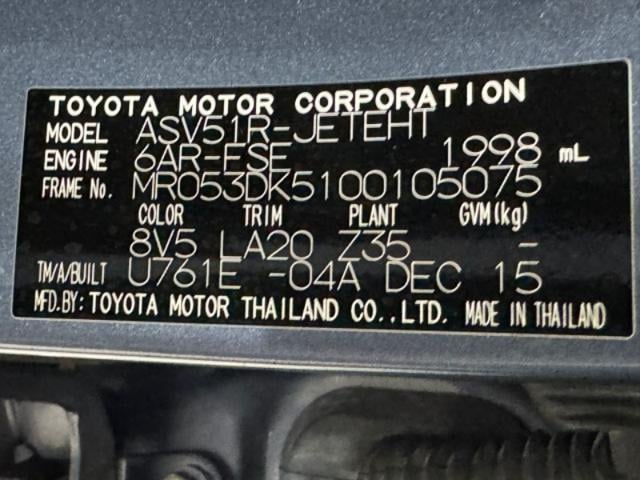 TOYOTA MOTOR CORPORATION
MODEL ASV51R-JETEHT
ENGINE 6AR-FSE 1998 mL
FRAME No. MR053DK5100105075
COLOR TRIM PLANT GVM(kg)
8V5 LA20 Z35 -
TM/A/BUILT U761E -04A DEC 15
MFD.BY: TOYOTA MOTOR THAILAND CO.,LTD. MADE IN THAILAND